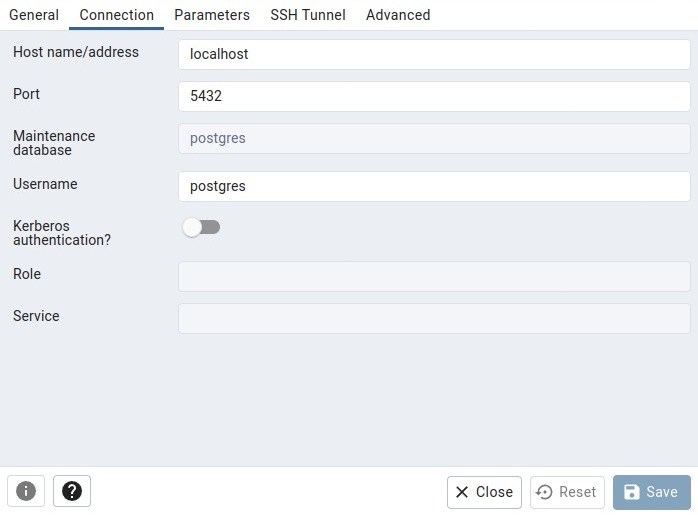 General Connection Parameters SSH Tunnel Advanced
Host name/address localhost
Port 5432
Maintenance
database postgres
Username postgres
Kerberos
authentication?
Role
Service
Close Reset Save